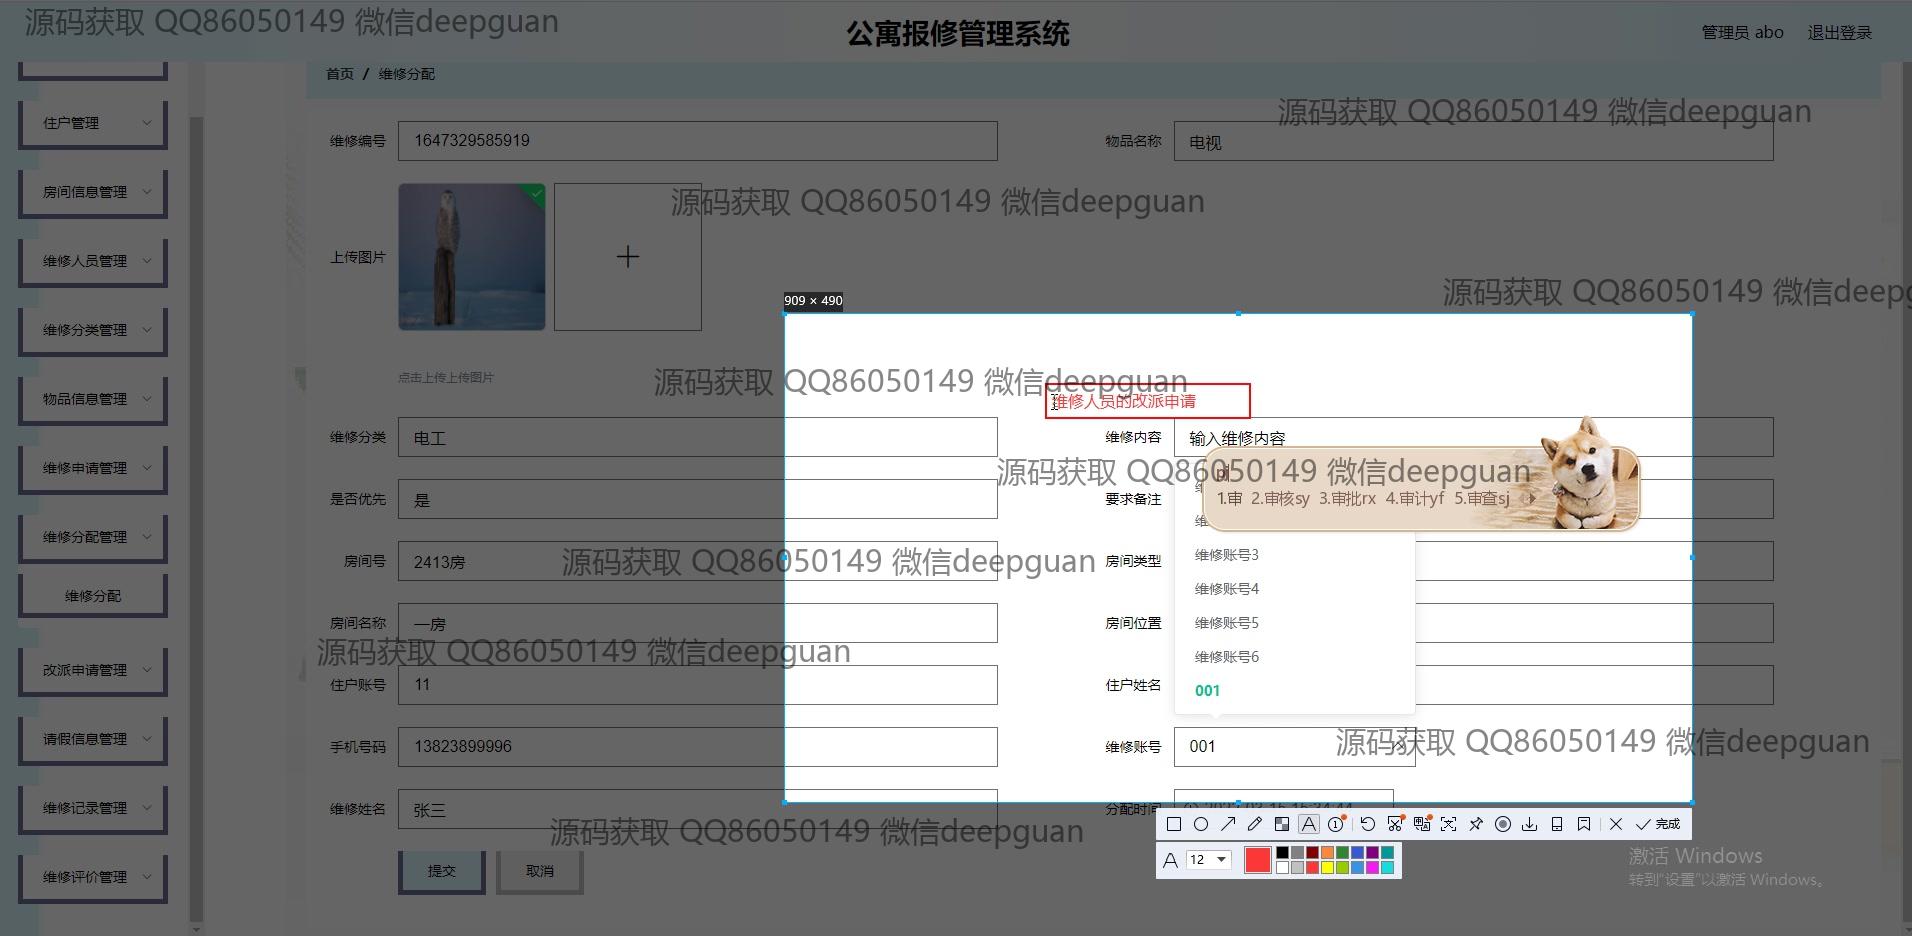 源码获取 QQ86050149 微信deepguan
公寓报修管理系统
管理员 abo
退出登录
首页 / 维修分配
住户管理
房间信息管理
维修人员管理
维修分类管理
物品信息管理
维修申请管理
维修分配管理
维修分配
改派申请管理
请假信息管理
维修记录管理
维修评价管理
源码获取 QQ86050149 微信deepguan
维修编号 1647329585919
物品名称 电视
源码获取 QQ86050149 微信deepguan
上传图片
源码获取 QQ86050149 微信deepg
909 × 490
点击上传上传图片
源码获取 QQ86050149 微信deepguan
维修人员的改派申请
维修分类 电工
维修内容 输入维修内容
源码获取 QQ86050149 微信deepguan
1.审 2.审核sy 3.审批rx 4.审计yf 5.审查sj
是否优先 是
要求备注
维修账号3
房间号 2413房
源码获取 QQ86050149 微信deepguan
房间类型
维修账号4
房间名称 一房
房间位置
维修账号5
源码获取 QQ86050149 微信deepguan
维修账号6
住户账号 11
住户姓名
001
手机号码 13823899996
维修账号 001
源码获取 QQ86050149 微信deepguan
维修姓名 张三
分配时间 2022-03-15 15:34:44
源码获取 QQ86050149 微信deepguan
完成
A 12
提交
取消
激活 Windows
转到“设置”以激活 Windows。